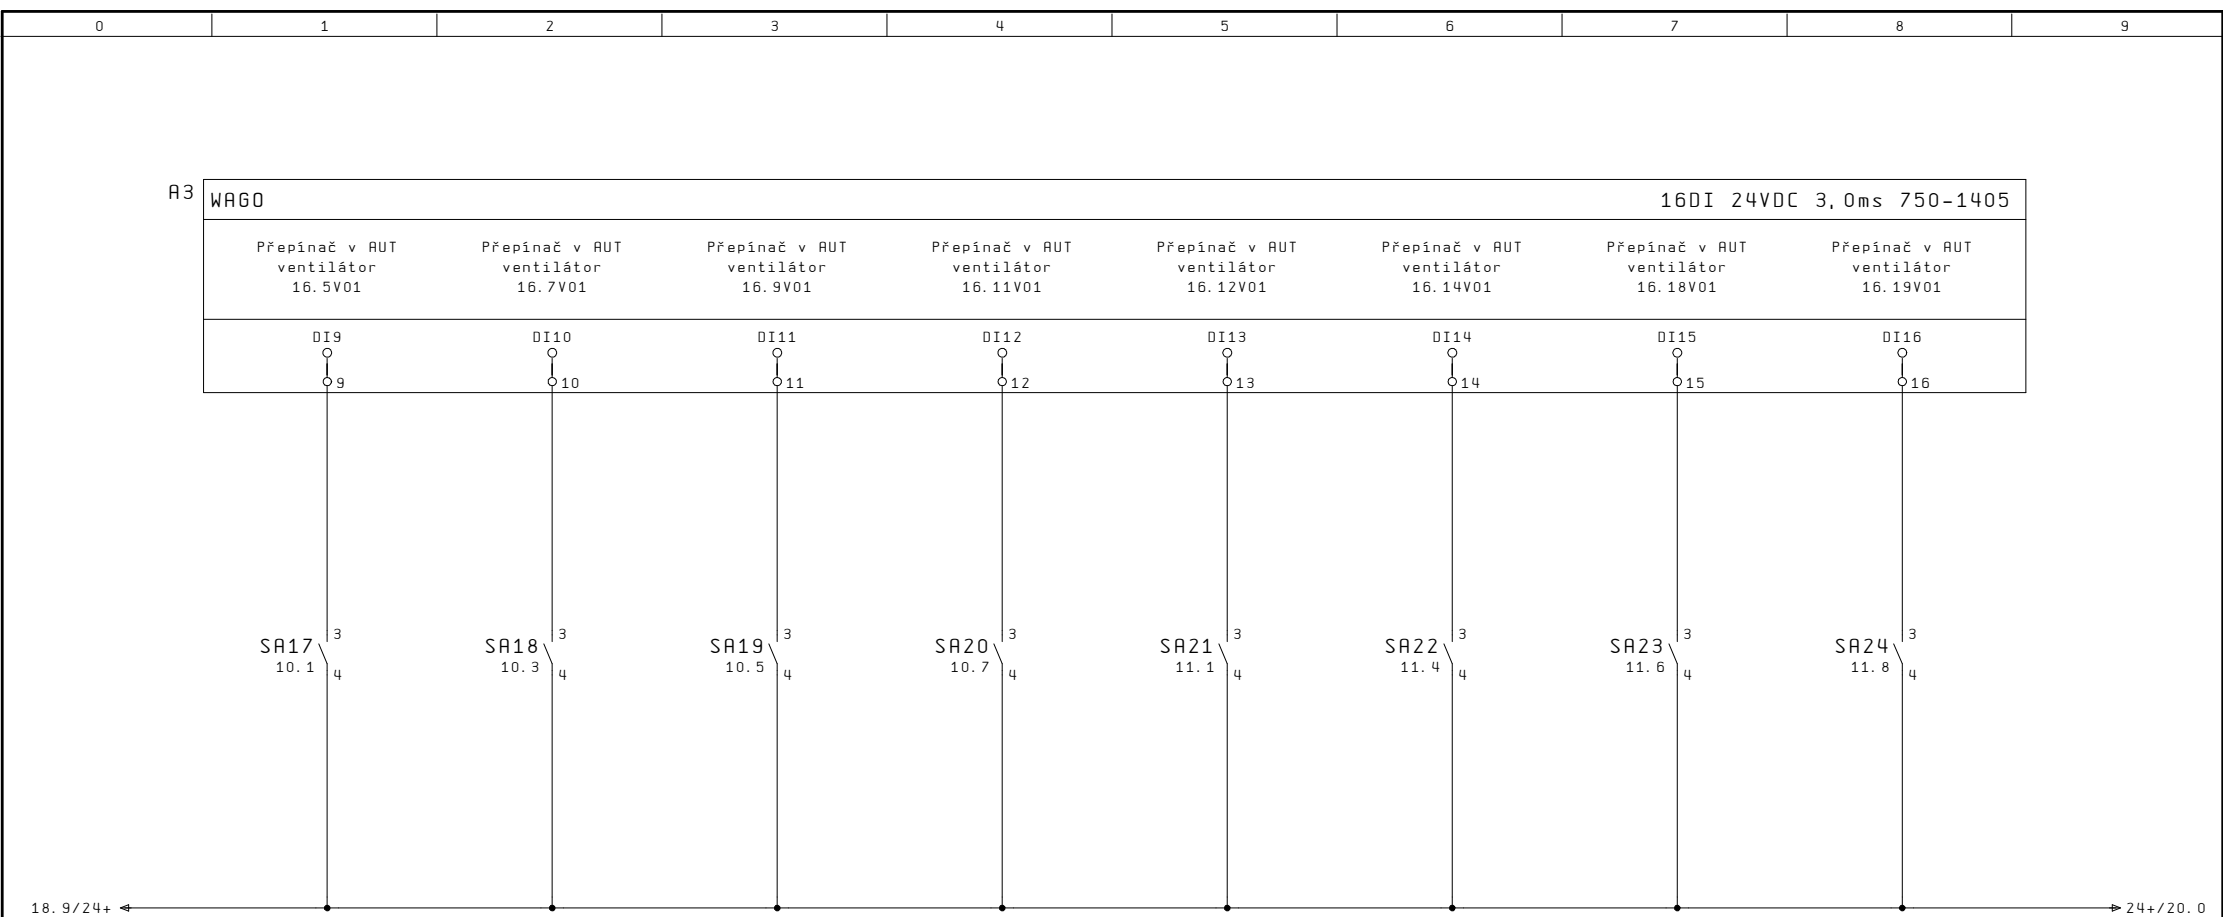 0 1 2 3 4 5 6 7 8 9
A3 WAGO 16DI 24VDC 3,0ms 750-1405
Přepínač v AUT Přepínač v AUT Přepínač v AUT Přepínač v AUT Přepínač v AUT Přepínač v AUT Přepínač v AUT Přepínač v AUT
ventilátor ventilátor ventilátor ventilátor ventilátor ventilátor ventilátor ventilátor
16.5V01 16.7V01 16.9V01 16.11V01 16.12V01 16.14V01 16.18V01 16.19V01
DI9 DI10 DI11 DI12 DI13 DI14 DI15 DI16
9 10 11 12 13 14 15 16
3 3 3 3 3 3 3 3
SA17 SA18 SA19 SA20 SA21 SA22 SA23 SA24
10.1 10.3 10.5 10.7 11.1 11.4 11.6 11.8
4 4 4 4 4 4 4 4
18.9/24+ 24+/20.0